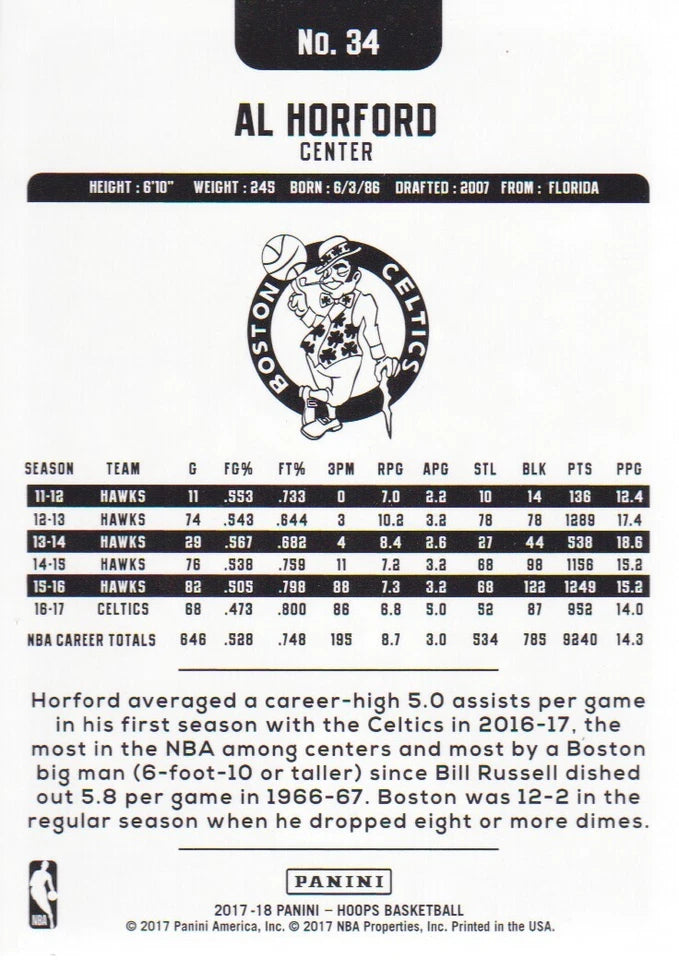 No. 34
AL HORFORD
CENTER
HEIGHT : 6'10" WEIGHT : 245 BORN : 6/3/86 DRAFTED : 2007 FROM : FLORIDA
BOSTON CELTICS
SEASON TEAM G FG% FT% 3PM RPG APG STL BLK PTS PPG
11-12 HAWKS 11 .553 .733 0 7.0 2.2 10 14 136 12.4
12-13 HAWKS 74 .543 .644 3 10.2 3.2 78 78 1289 17.4
13-14 HAWKS 29 .567 .682 4 8.4 2.6 27 44 538 18.6
14-15 HAWKS 76 .538 .759 11 7.2 3.2 68 98 1156 15.2
15-16 HAWKS 82 .505 .798 88 7.3 3.2 68 122 1249 15.2
16-17 CELTICS 68 .473 .800 86 6.8 5.0 52 87 952 14.0
NBA CAREER TOTALS 646 .528 .748 195 8.7 3.0 534 785 9240 14.3
Horford averaged a career-high 5.0 assists per game
in his first season with the Celtics in 2016-17, the
most in the NBA among centers and most by a Boston
big man (6-foot-10 or taller) since Bill Russell dished
out 5.8 per game in 1966-67. Boston was 12-2 in the
regular season when he dropped eight or more dimes.
PANINI
NBA
2017-18 PANINI – HOOPS BASKETBALL
© 2017 Panini America, Inc. © 2017 NBA Properties, Inc. Printed in the USA.